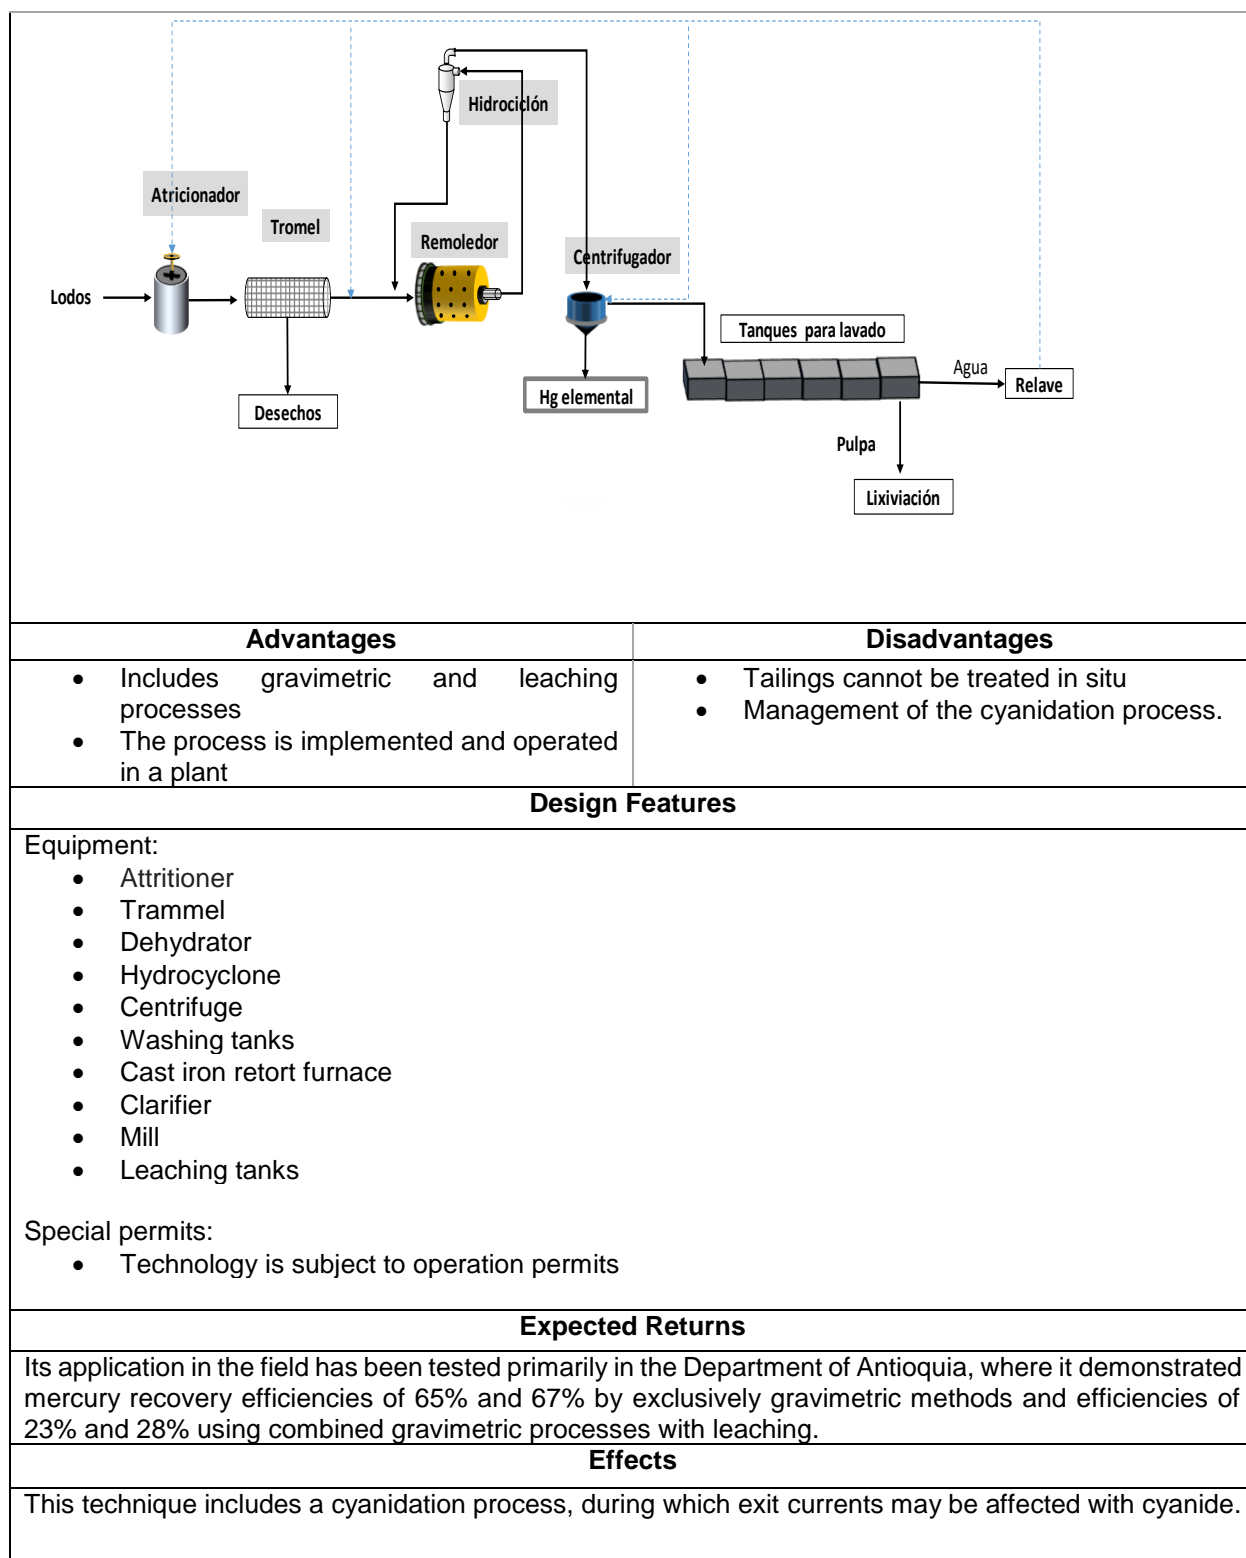 Hidrociclón
Atricionador
Tromel
Remoledor
Centrifugador
Lodos
Tanques para lavado
Agua
Relave
Hg elemental
Desechos
Pulpa
Lixiviación
Advantages
Disadvantages
• Includes gravimetric and leaching
processes
• The process is implemented and operated
in a plant
• Tailings cannot be treated in situ
• Management of the cyanidation process.
Design Features
Equipment:
• Attritioner
• Trammel
• Dehydrator
• Hydrocyclone
• Centrifuge
• Washing tanks
• Cast iron retort furnace
• Clarifier
• Mill
• Leaching tanks
Special permits:
• Technology is subject to operation permits
Expected Returns
Its application in the field has been tested primarily in the Department of Antioquia, where it demonstrated
mercury recovery efficiencies of 65% and 67% by exclusively gravimetric methods and efficiencies of
23% and 28% using combined gravimetric processes with leaching.
Effects
This technique includes a cyanidation process, during which exit currents may be affected with cyanide.